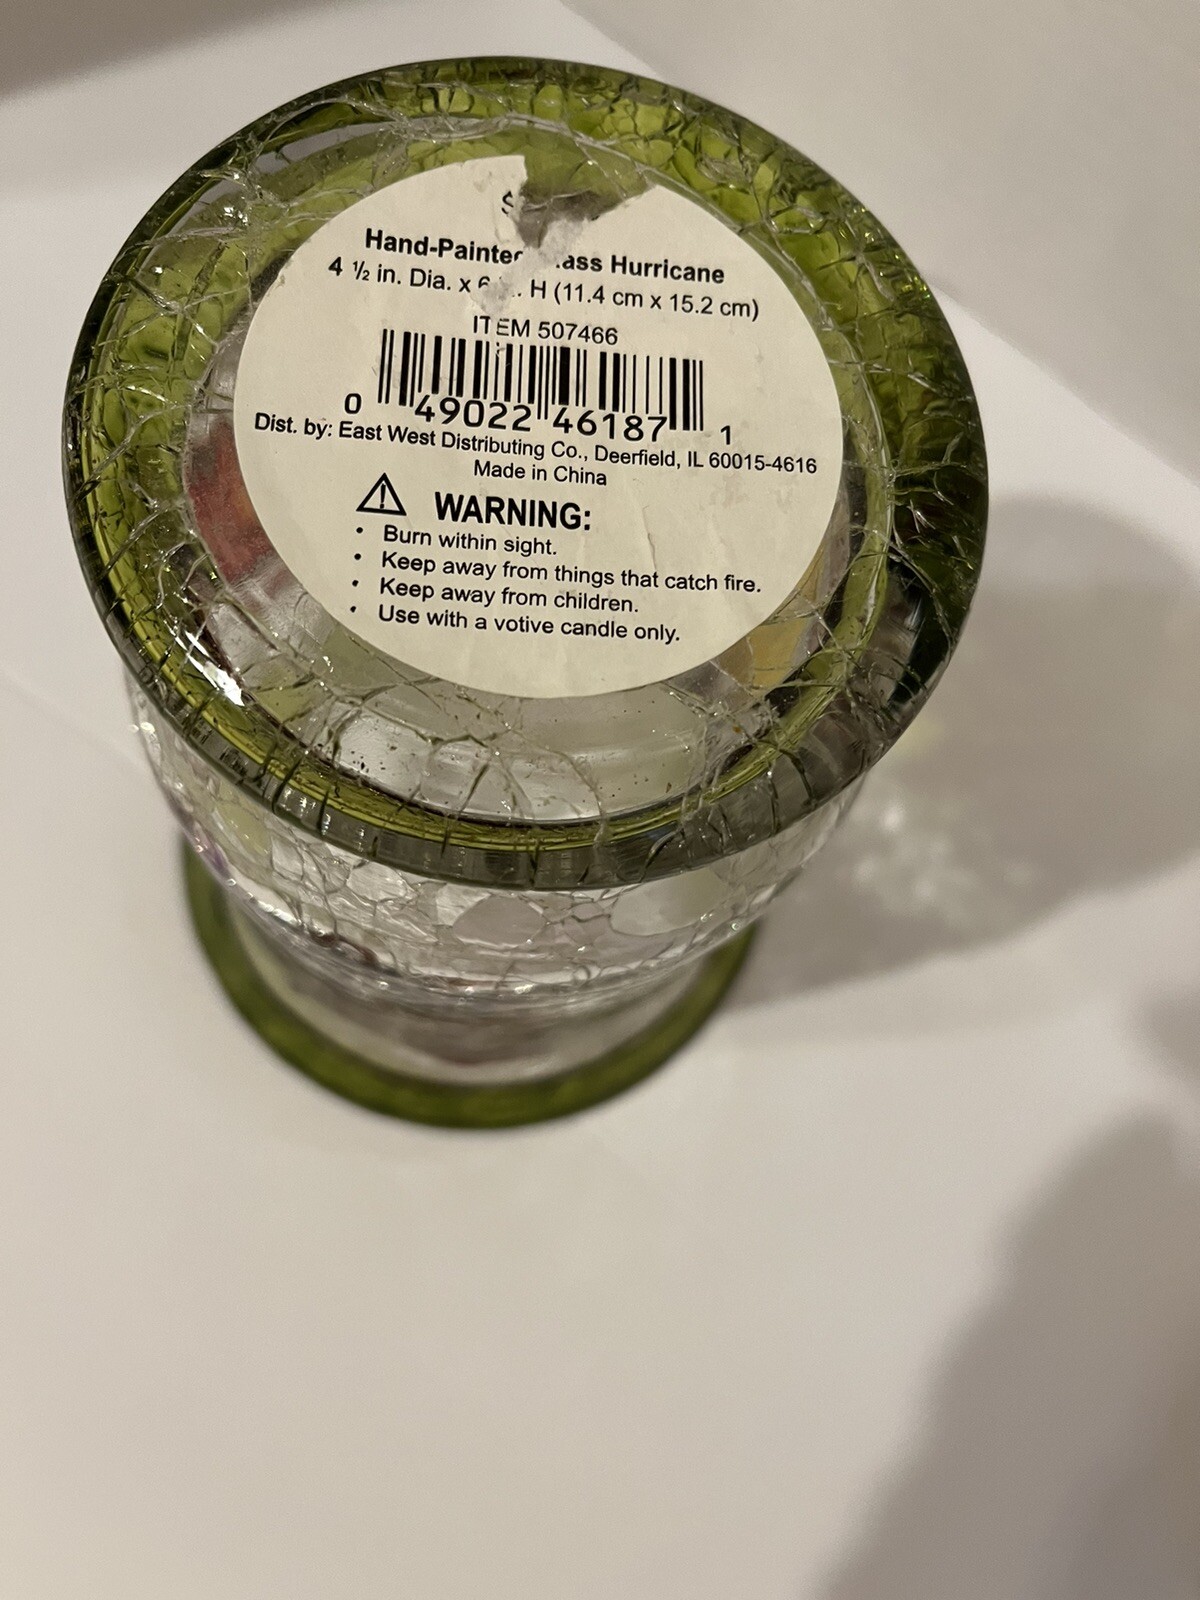 $
Hand-Painted Glass Hurricane
4 ½ in. Dia. x 6 in. H (11.4 cm x 15.2 cm)
ITEM 507466
0 49022 46187 1
Dist. by: East West Distributing Co., Deerfield, IL 60015-4616
Made in China
WARNING:
• Burn within sight.
• Keep away from things that catch fire.
• Keep away from children.
• Use with a votive candle only.